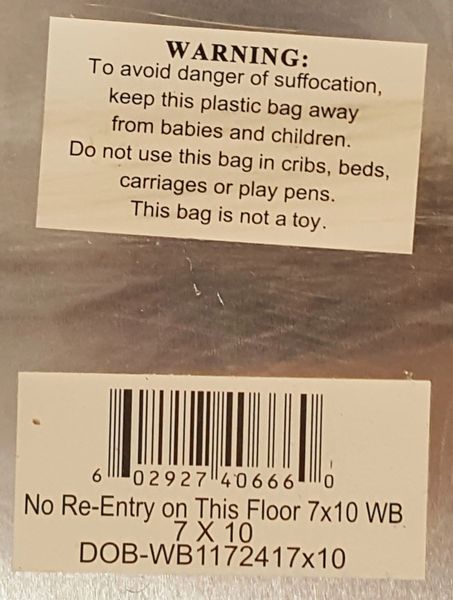 WARNING:
To avoid danger of suffocation,
keep this plastic bag away
from babies and children.
Do not use this bag in cribs, beds,
carriages or play pens.
This bag is not a toy.
6 02927 40666 0
No Re-Entry on This Floor 7x10 WB
7 X 10
DOB-WB1172417x10